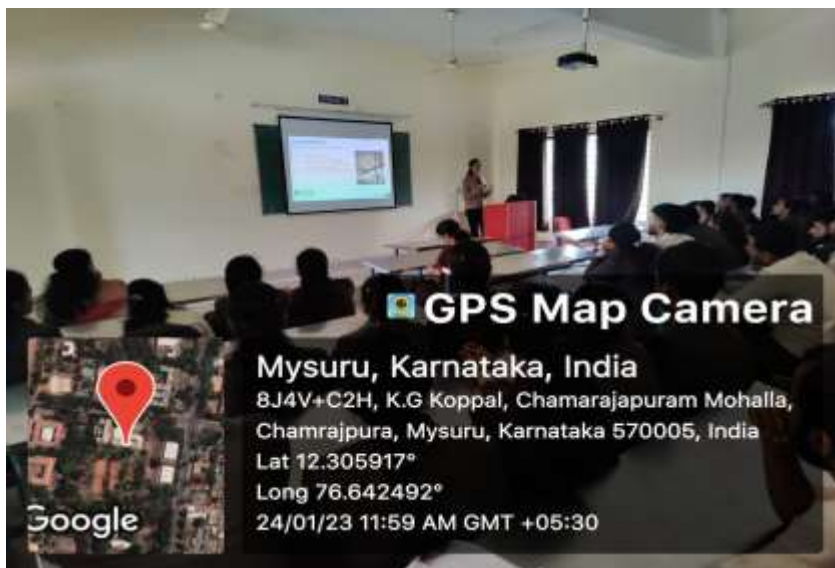 GPS Map Camera
Mysuru, Karnataka, India
8J4V+C2H, K.G Koppal, Chamarajapuram Mohalla,
Chamrajpura, Mysuru, Karnataka 570005, India
Lat 12.305917°
Long 76.642492°
24/01/23 11:59 AM GMT +05:30
Google